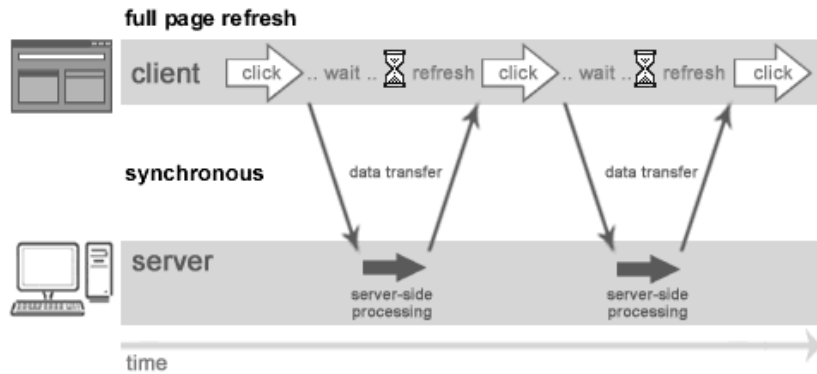 full page refresh
client click .. wait .. refresh click .. wait .. refresh click
synchronous data transfer data transfer
server
server-side server-side
processing processing
time